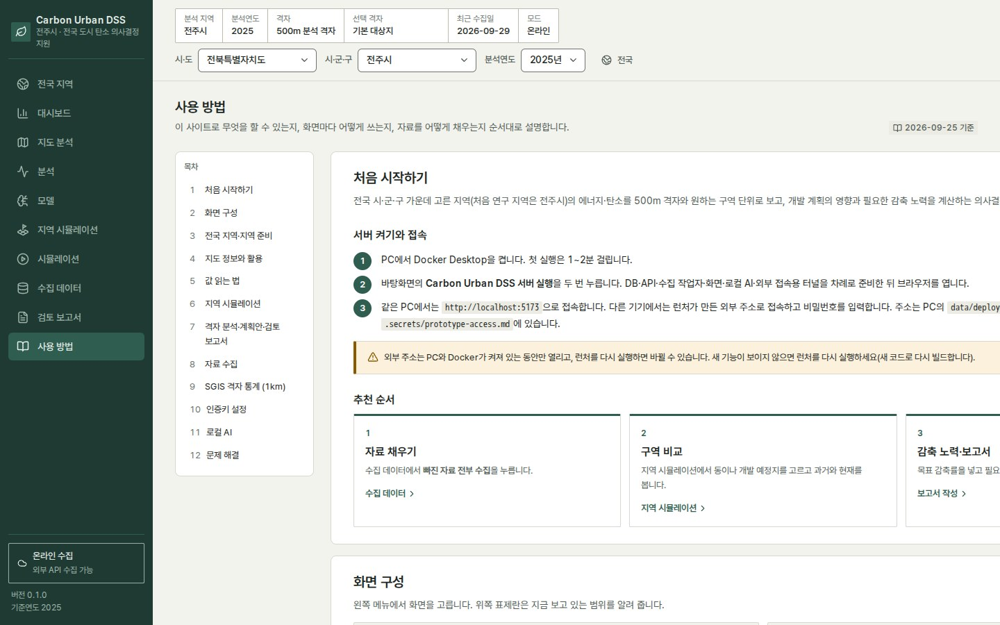 Carbon Urban DSS
전주시 · 전국 도시 탄소 의사결정
지원
전국 지역
대시보드
지도 분석
분석
모델
지역 시뮬레이션
시뮬레이션
수집 데이터
검토 보고서
사용 방법
온라인 수집
외부 API 수집 가능
버전 0.1.0
기준연도 2025
분석 지역 분석연도 격자 선택 격자 최근 수집일 모드
전주시 2025 500m 분석 격자 기본 대상지 2026-09-29 온라인
시·도 전북특별자치도 시·군·구 전주시 분석연도 2025년 전국
사용 방법
이 사이트로 무엇을 할 수 있는지, 화면마다 어떻게 쓰는지, 자료를 어떻게 채우는지 순서대로 설명합니다.
2026-09-25 기준
목차
1 처음 시작하기
2 화면 구성
3 전국 지역·지역 준비
4 지도 정보와 활용
5 값 읽는 법
6 지역 시뮬레이션
7 격자 분석·계획안·검토
보고서
8 자료 수집
9 SGIS 격자 통계 (1km)
10 인증키 설정
11 로컬 AI
12 문제 해결
처음 시작하기
전국 시·군·구 가운데 고른 지역(처음 연구 지역은 전주시)의 에너지·탄소를 500m 격자와 원하는 구역 단위로 보고, 개발 계획의 영향과 필요한 감축 노력을 계산하는 의사결
서버 켜기와 접속
1 PC에서 Docker Desktop을 켭니다. 첫 실행은 1~2분 걸립니다.
2 바탕화면의 Carbon Urban DSS 서버 실행을 두 번 누릅니다. DB·API·수집 작업자·화면·로컬 AI·외부 접속용 터널을 차례로 준비한 뒤 브라우저를 엽니다.
3 같은 PC에서는 http://localhost:5173 으로 접속합니다. 다른 기기에서는 런처가 만든 외부 주소로 접속하고 비밀번호를 입력합니다. 주소는 PC의 data/deploy
.secrets/prototype-access.md 에 있습니다.
외부 주소는 PC와 Docker가 켜져 있는 동안만 열리고, 런처를 다시 실행하면 바뀔 수 있습니다. 새 기능이 보이지 않으면 런처를 다시 실행하세요(새 코드로 다시 빌드합니다).
추천 순서
1
자료 채우기
수집 데이터에서 빠진 자료 전부 수집을 누릅니다.
수집 데이터
2
구역 비교
지역 시뮬레이션에서 동이나 개발 예정지를 고르고 과거와 현재를
봅니다.
지역 시뮬레이션
3
감축 노력·보고서
목표 감축률을 넣고 필요
보고서 작성
화면 구성
왼쪽 메뉴에서 화면을 고릅니다. 위쪽 표제란은 지금 보고 있는 범위를 알려 줍니다.